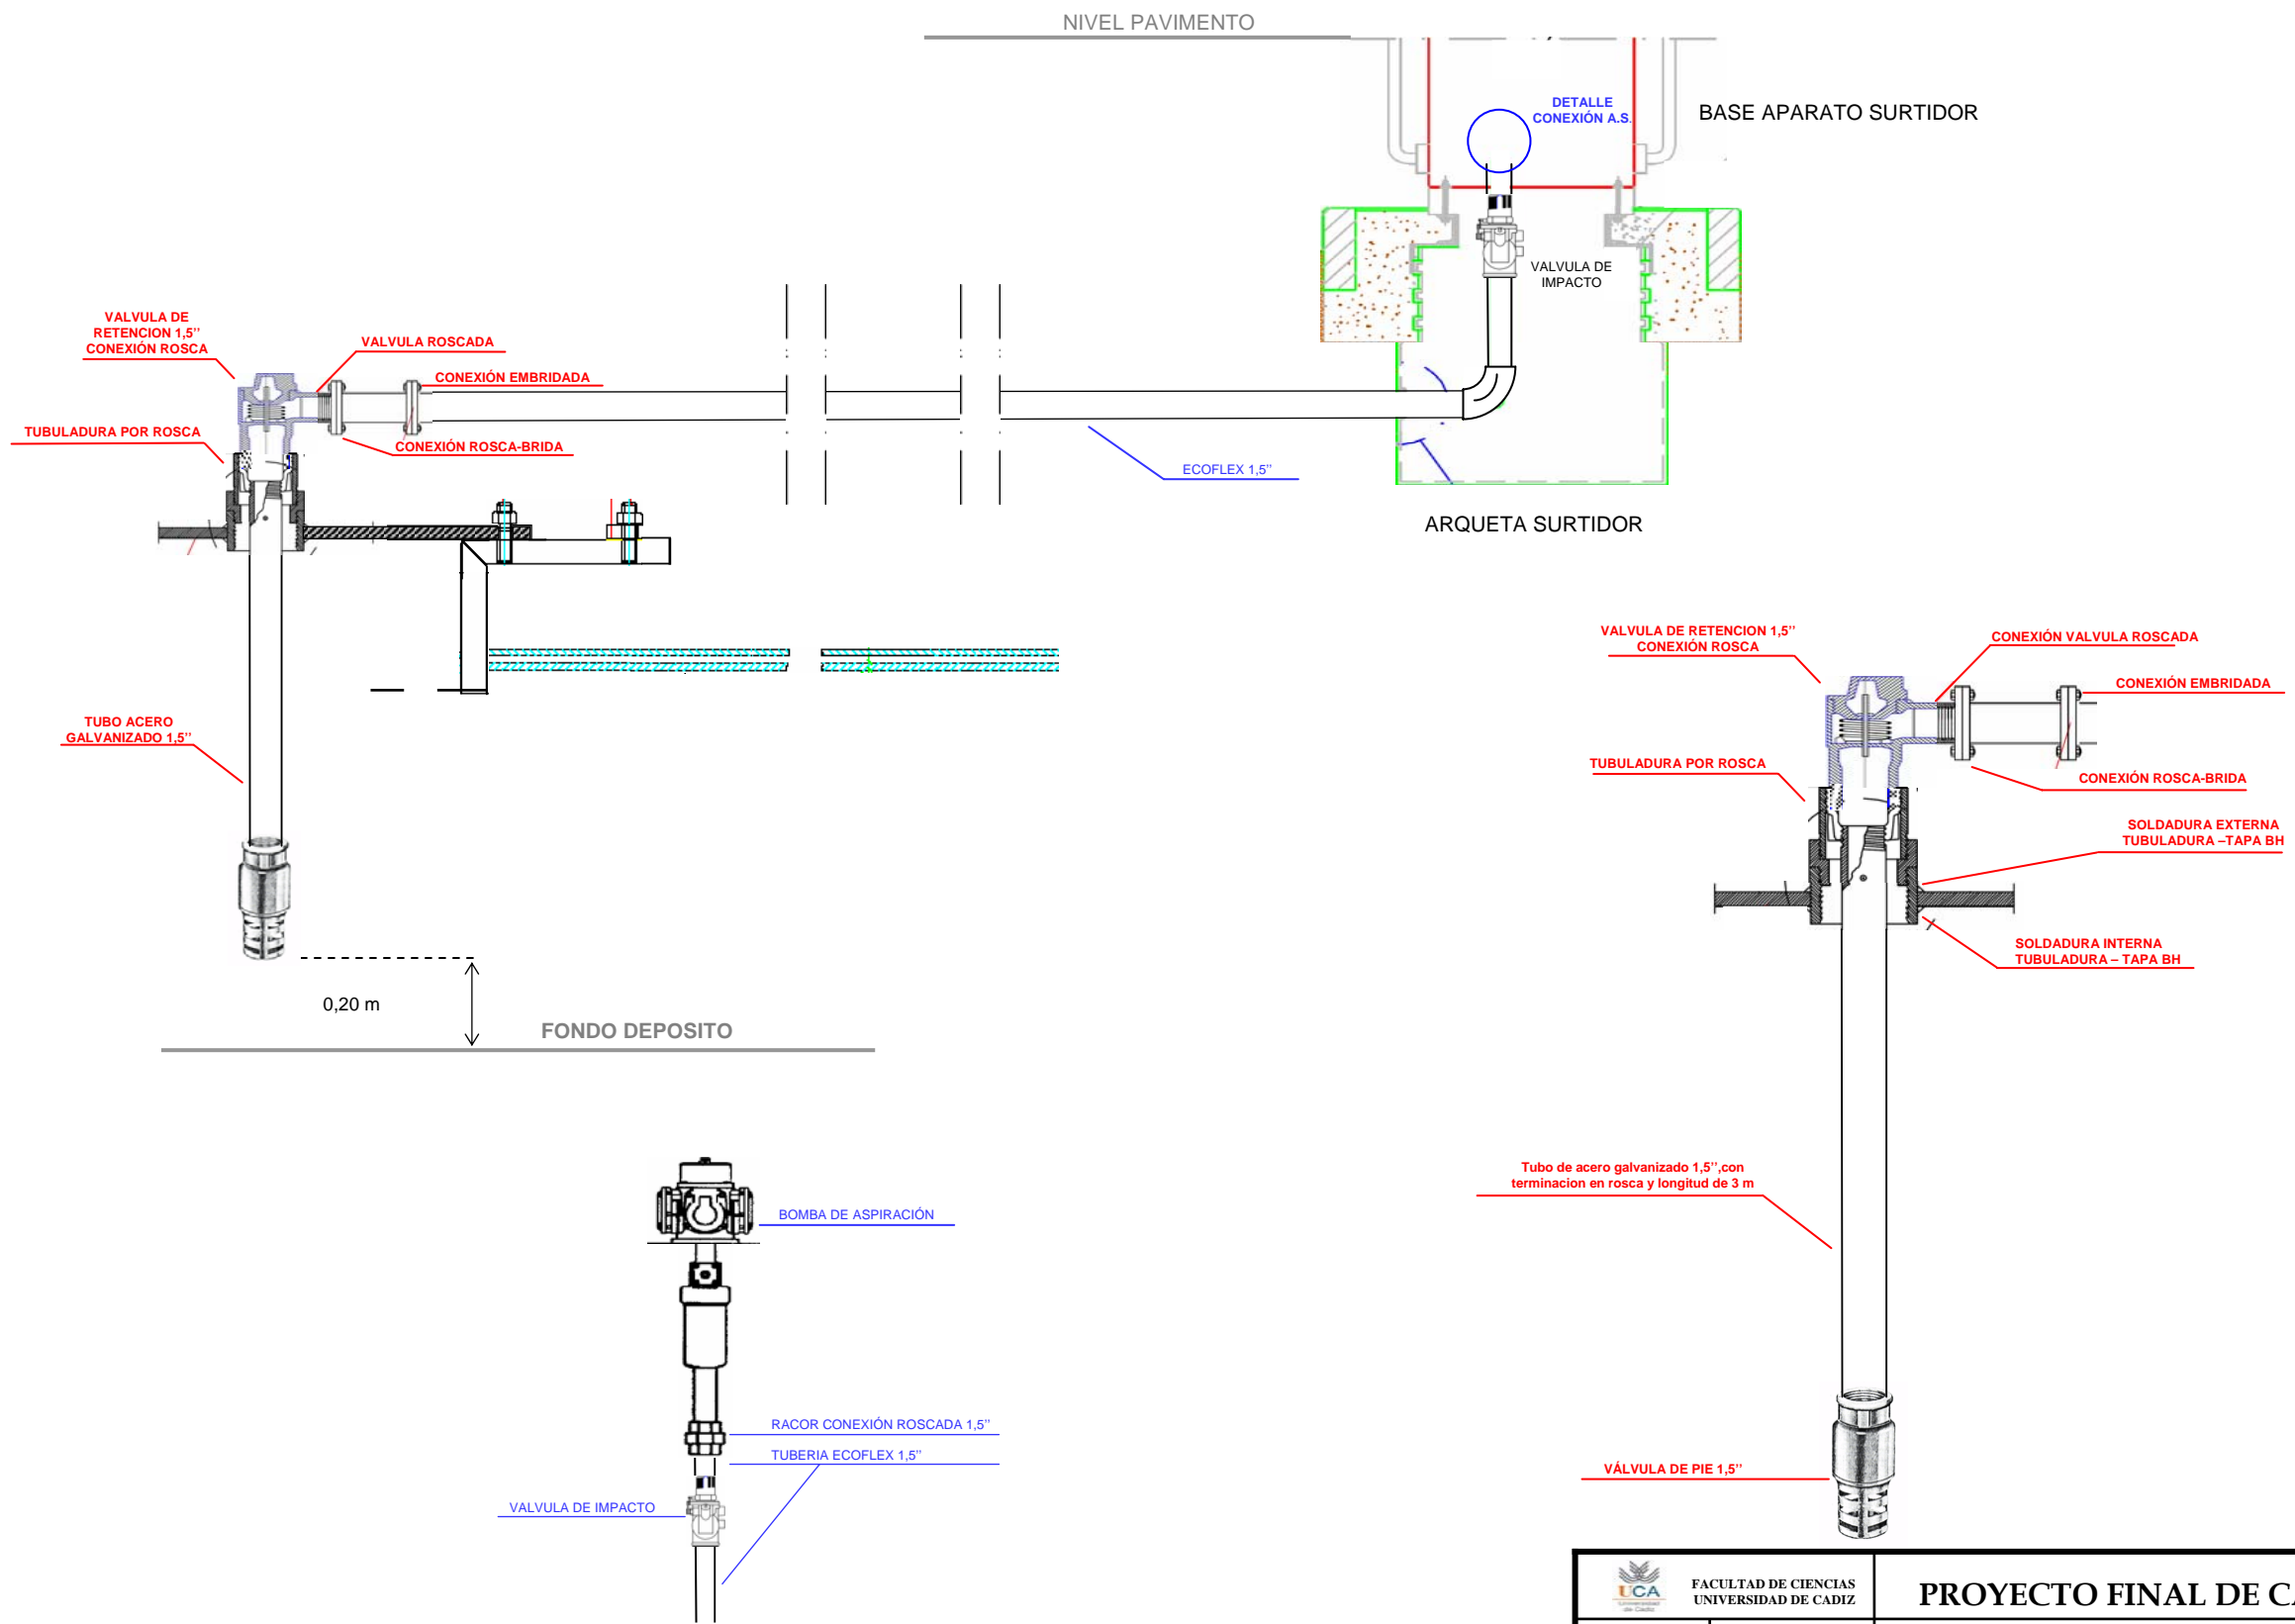 NIVEL PAVIMENTO
DETALLE
CONEXIÓN A.S.
BASE APARATO SURTIDOR
VALVULA DE
IMPACTO
VALVULA DE
RETENCION 1,5''
CONEXIÓN ROSCA
VALVULA ROSCADA
CONEXIÓN EMBRIDADA
TUBULADURA POR ROSCA
CONEXIÓN ROSCA-BRIDA
ECOFLEX 1,5''
ARQUETA SURTIDOR
TUBO ACERO
GALVANIZADO 1,5''
0,20 m
FONDO DEPOSITO
VALVULA DE RETENCION 1,5''
CONEXIÓN ROSCA
CONEXIÓN VALVULA ROSCADA
CONEXIÓN EMBRIDADA
TUBULADURA POR ROSCA
CONEXIÓN ROSCA-BRIDA
SOLDADURA EXTERNA
TUBULADURA –TAPA BH
SOLDADURA INTERNA
TUBULADURA – TAPA BH
Tubo de acero galvanizado 1,5'',con
terminacion en rosca y longitud de 3 m
VÁLVULA DE PIE 1,5''
BOMBA DE ASPIRACIÓN
RACOR CONEXIÓN ROSCADA 1,5''
TUBERIA ECOFLEX 1,5''
VALVULA DE IMPACTO
UCA
Universidad
de Cadiz
FACULTAD DE CIENCIAS
UNIVERSIDAD DE CADIZ
PROYECTO FINAL DE